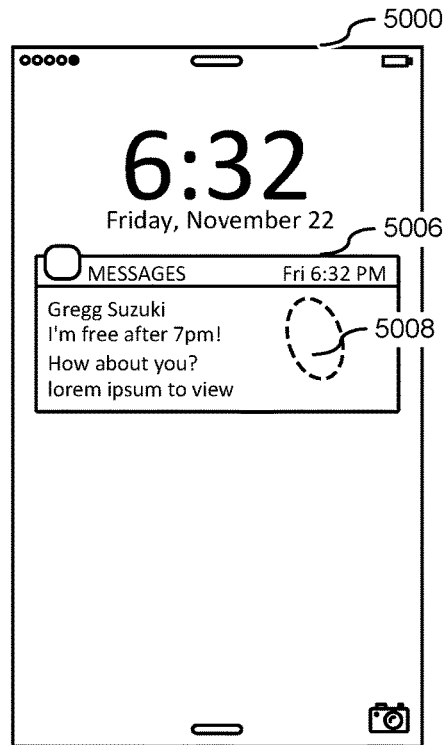 5000
6:32
Friday, November 22
5006
MESSAGES Fri 6:32 PM
Gregg Suzuki
I'm free after 7pm!
5008
How about you?
lorem ipsum to view